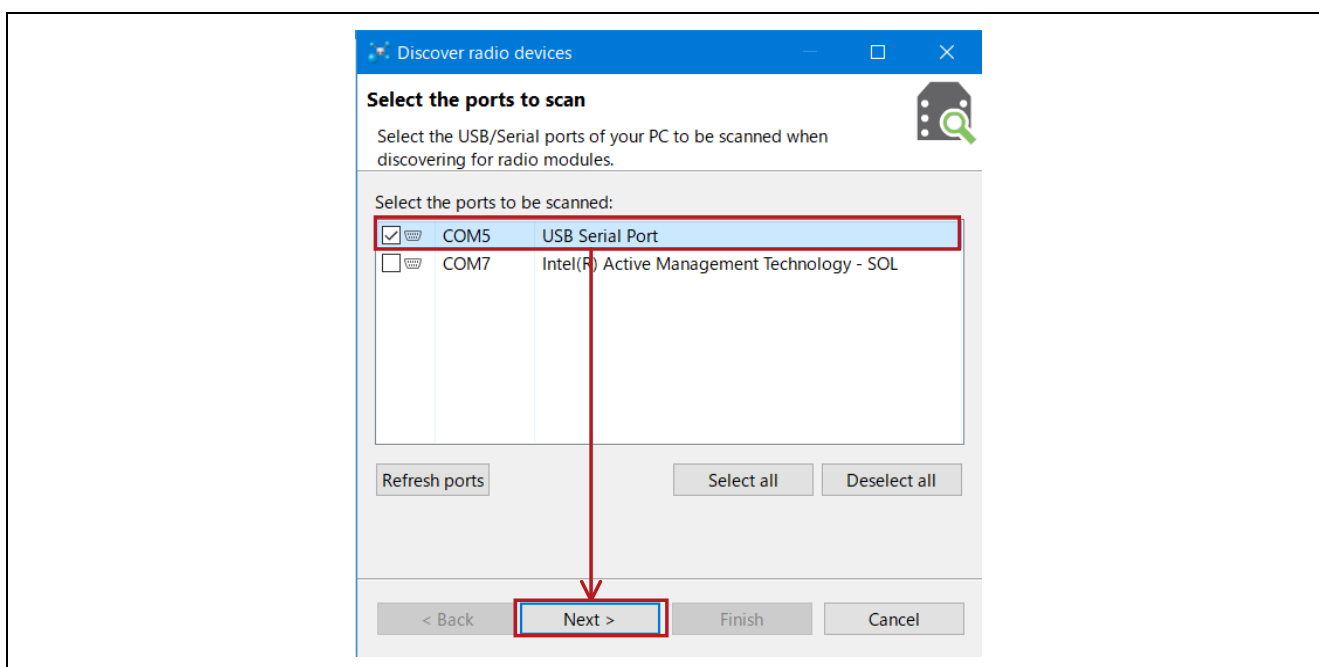 Discover radio devices
Select the ports to scan
Select the USB/Serial ports of your PC to be scanned when
discovering for radio modules.
Select the ports to be scanned:
COM5 USB Serial Port
COM7 Intel(R) Active Management Technology - SOL
Refresh ports Select all Deselect all
< Back Next > Finish Cancel